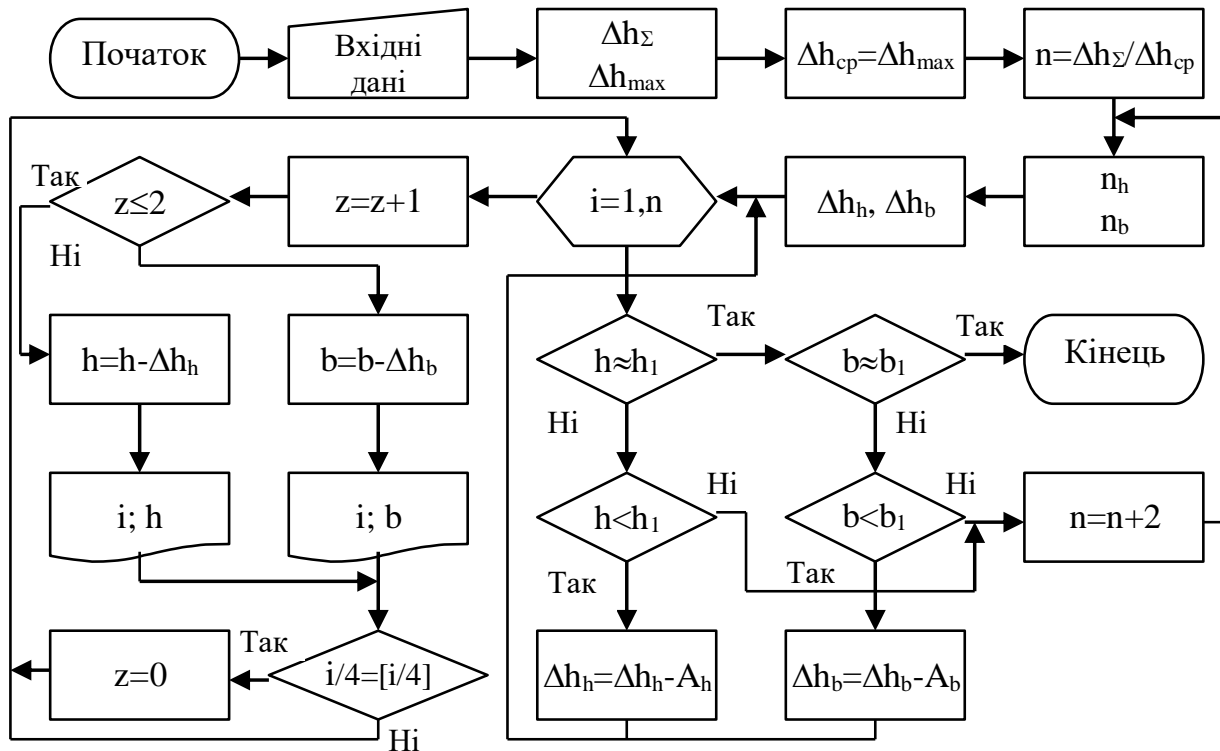 Початок
Вхідні
дані
Δh_Σ
Δh_max
Δh_cp=Δh_max
n=Δh_Σ/Δh_cp
Так
z≤2
Ні
z=z+1
i=1,n
Δh_h, Δh_b
n_h
n_b
h=h-Δh_h
b=b-Δh_b
h≈h_1
Так
b≈b_1
Так
Кінець
Ні
Ні
i; h
i; b
h<h_1
Ні
b<b_1
Ні
n=n+2
Так
Так
z=0
Так
i/4=[i/4]
Ні
Δh_h=Δh_h-A_h
Δh_b=Δh_b-A_b